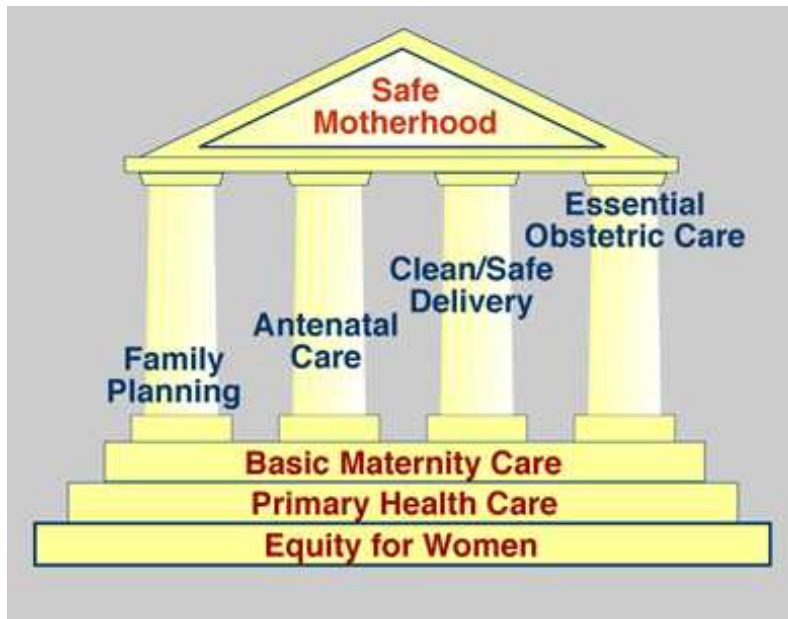 Safe
Motherhood
Family
Planning
Antenatal
Care
Clean/Safe
Delivery
Essential
Obstetric Care
Basic Maternity Care
Primary Health Care
Equity for Women